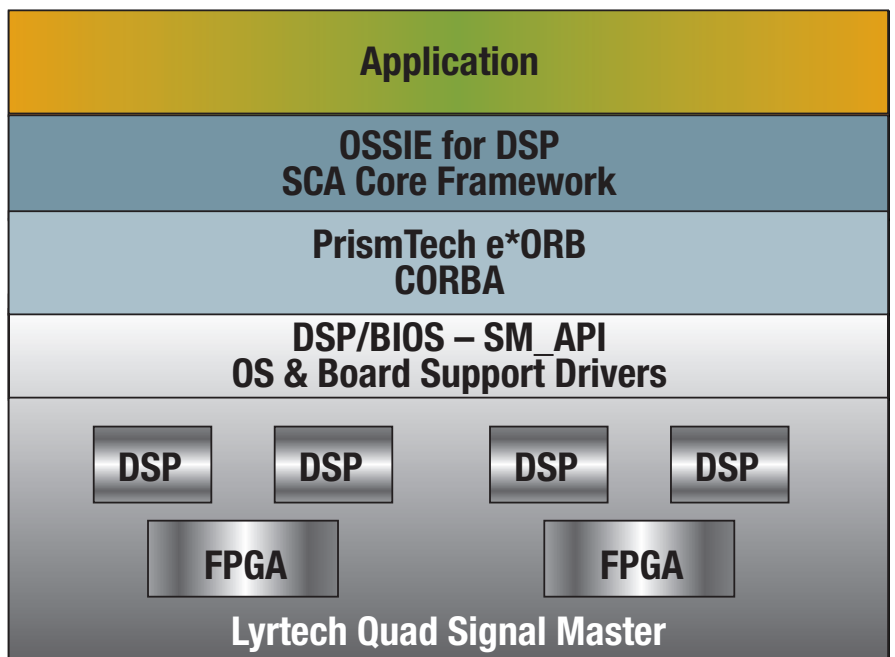 Application
OSSIE for DSP
SCA Core Framework
PrismTech e*ORB
CORBA
DSP/BIOS – SM_API
OS & Board Support Drivers
DSP DSP DSP DSP
FPGA FPGA
Lyrtech Quad Signal Master